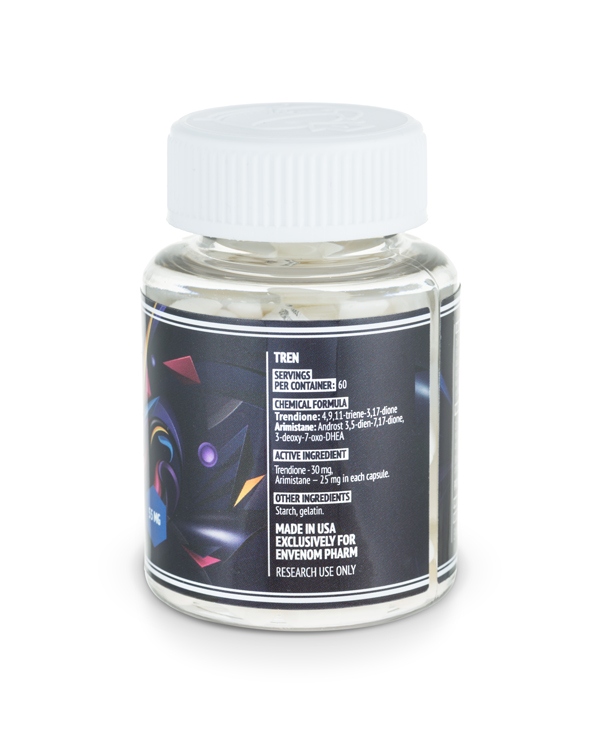 TREN
SERVINGS
PER CONTAINER: 60
CHEMICAL FORMULA
Trendione: 4,9,11-triene-3,17-dione
Arimistane: Androst 3,5-dien-7,17-dione,
3-deoxy-7-oxo-DHEA
ACTIVE INGREDIENT
Trendione - 30 mg,
Arimistane – 25 mg in each capsule.
OTHER INGREDIENTS
Starch, gelatin.
MADE IN USA
EXCLUSIVELY FOR
ENVENOM PHARM
RESEARCH USE ONLY
MG